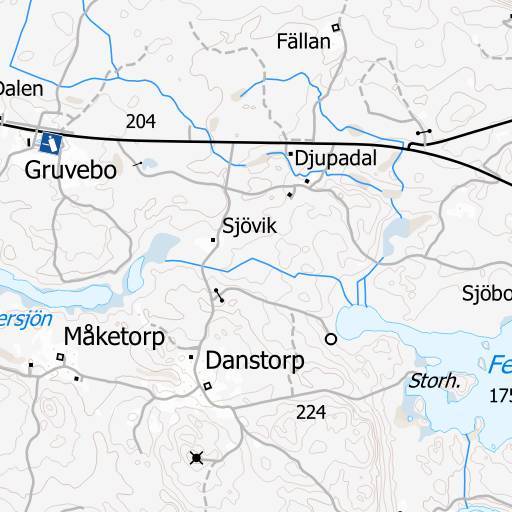 Fällan
Dalen
204
Djupadal
Gruvebo
Sjövik
Sjöbo
ersjön
Måketorp
Danstorp
Fe
Storh.
175
224